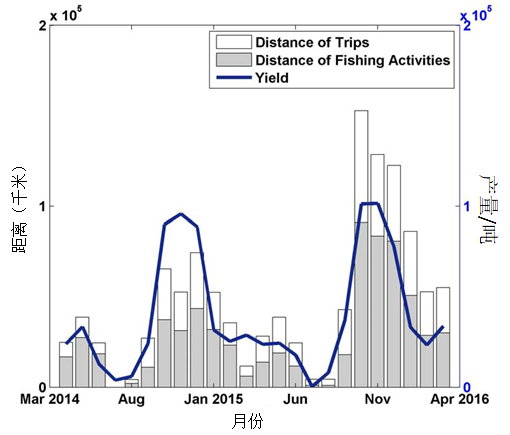 2 x 10^5
2 x 10^5
Distance of Trips
Distance of Fishing Activities
Yield
距离（千米）
1
1
产量/吨
0
0
Mar 2014 Aug Jan 2015 Jun Nov Apr 2016
月份